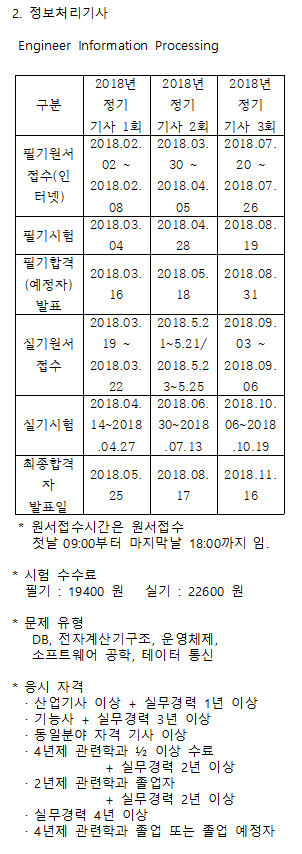 2. 정보처리기사
Engineer Information Processing
구분
2018년
정기
기사 1회
2018년
정기
기사 2회
2018년
정기
기사 3회
필기원서
접수(인
터넷)
2018.02.
02 ~
2018.02.
08
2018.03.
30 ~
2018.04.
05
2018.07.
20 ~
2018.07.
26
필기시험
2018.03.
04
2018.04.
28
2018.08.
19
필기합격
(예정자)
발표
2018.03.
16
2018.05.
18
2018.08.
31
실기원서
접수
2018.03.
19 ~
2018.03.
22
2018.5.2
1~5.21/
2018.5.2
3~5.25
2018.09.
03 ~
2018.09.
06
실기시험
2018.04.
14~2018
.04.27
2018.06.
30~2018
.07.13
2018.10.
06~2018
.10.19
최종합격
자
발표일
2018.05.
25
2018.08.
17
2018.11.
16
* 원서접수시간은 원서접수
첫날 09:00부터 마지막날 18:00까지 임.
* 시험 수수료
필기 : 19400 원 실기 : 22600 원
* 문제 유형
DB, 전자계산기구조, 운영체제,
소프트웨어 공학, 테이터 통신
* 응시 자격
· 산업기사 이상 + 실무경력 1년 이상
· 기능사 + 실무경력 3년 이상
· 동일분야 자격 기사 이상
· 4년제 관련학과 ½ 이상 수료
+ 실무경력 2년 이상
· 2년제 관련학과 졸업자
+ 실무경력 2년 이상
· 실무경력 4년 이상
· 4년제 관련학과 졸업 또는 졸업 예정자